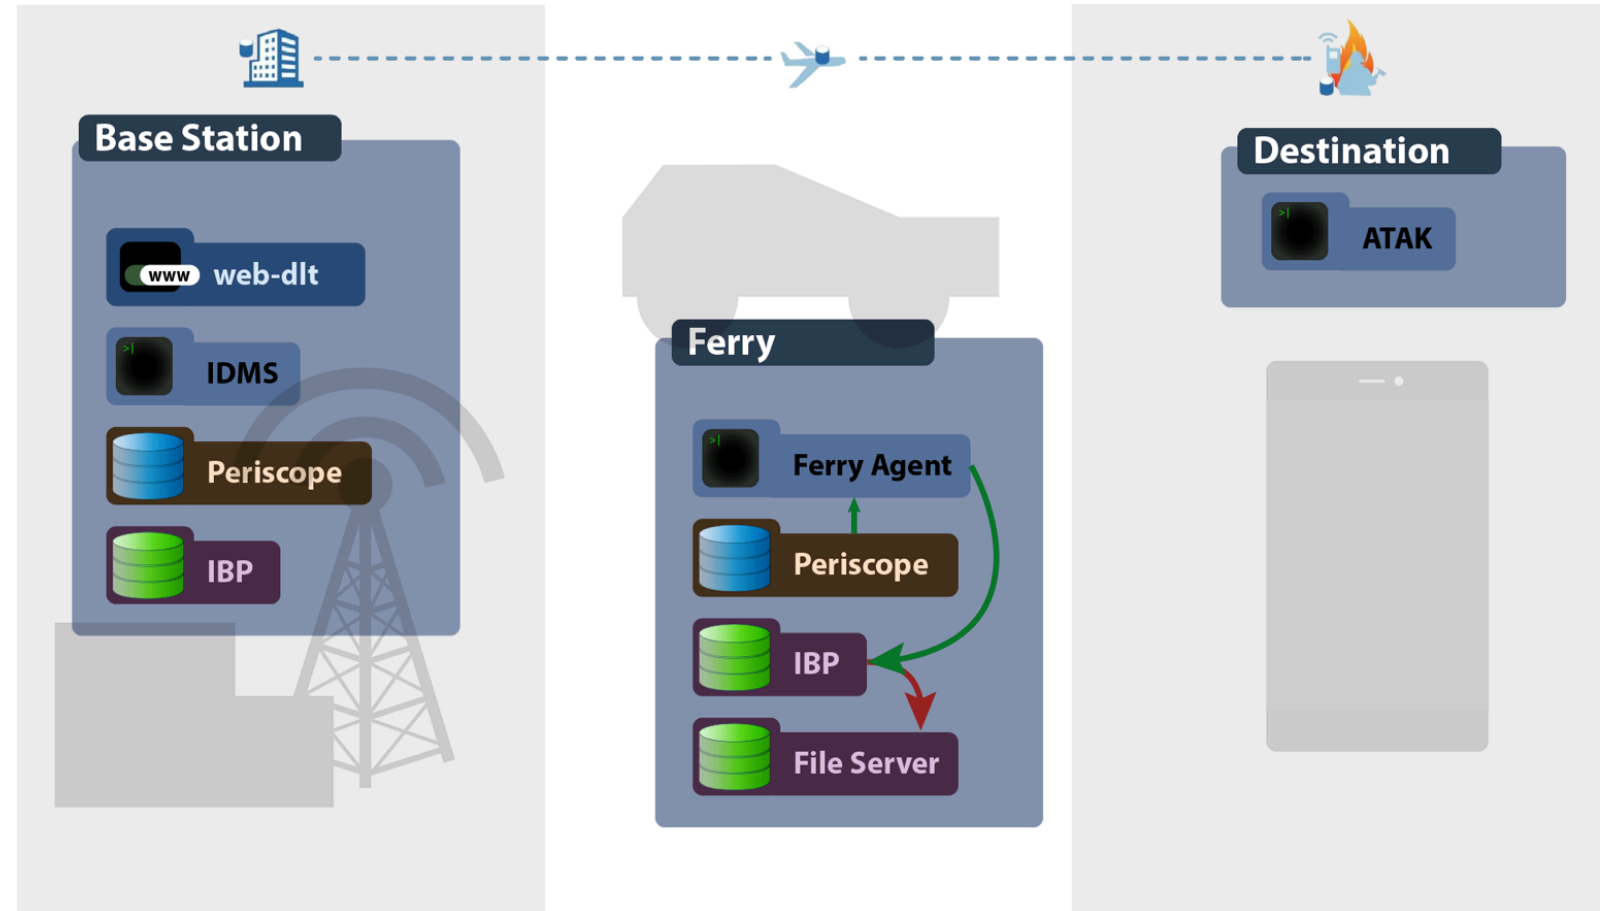 Base Station
www web-dlt
>| IDMS
Periscope
IBP
Ferry
>| Ferry Agent
Periscope
IBP
File Server
Destination
>| ATAK